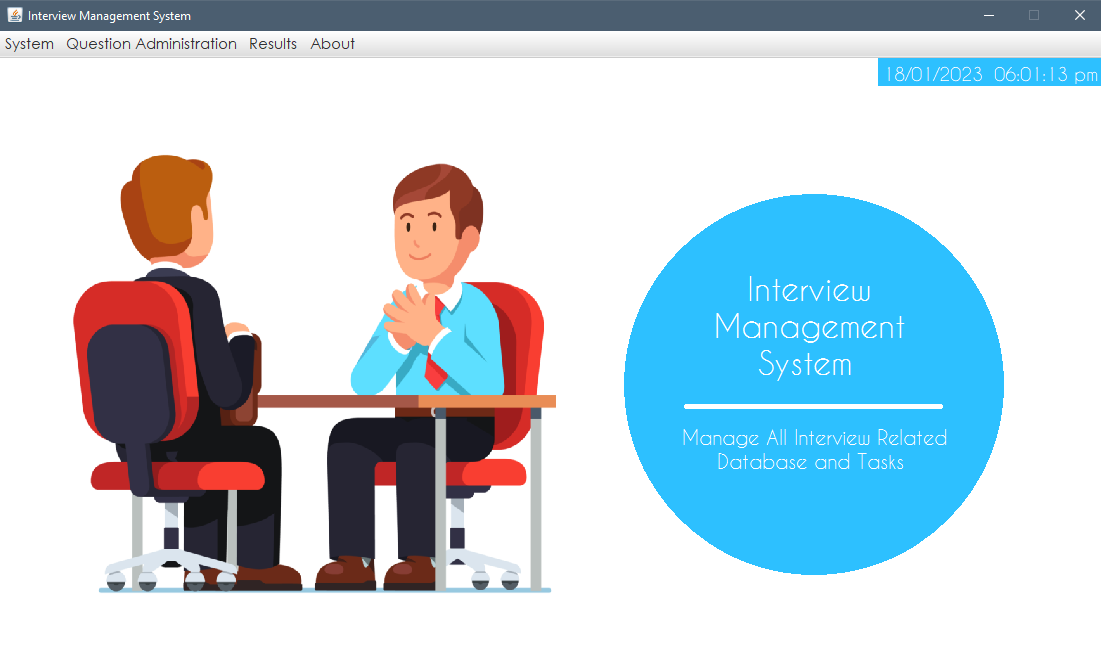 Interview Management System
System Question Administration Results About
18/01/2023 06:01:13 pm
Interview
Management
System
Manage All Interview Related
Database and Tasks